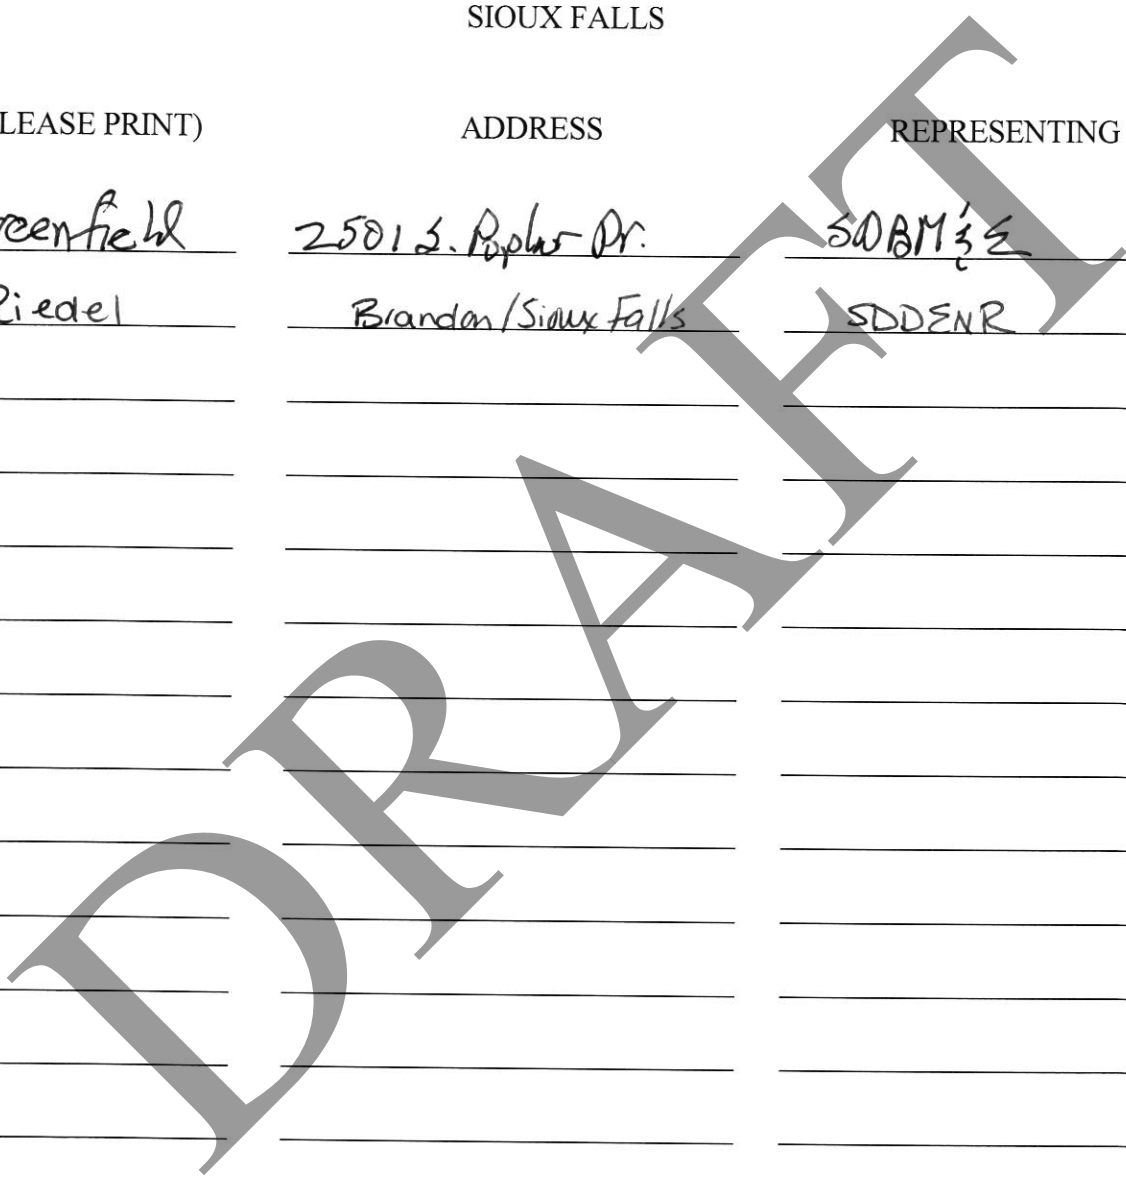 SIOUX FALLS
LEASE PRINT) ADDRESS REPRESENTING
reenfield 2501 S. Poplar Dr. SDBM&E
Riedel Brandon/Sioux Falls SDDENR
DRAFT